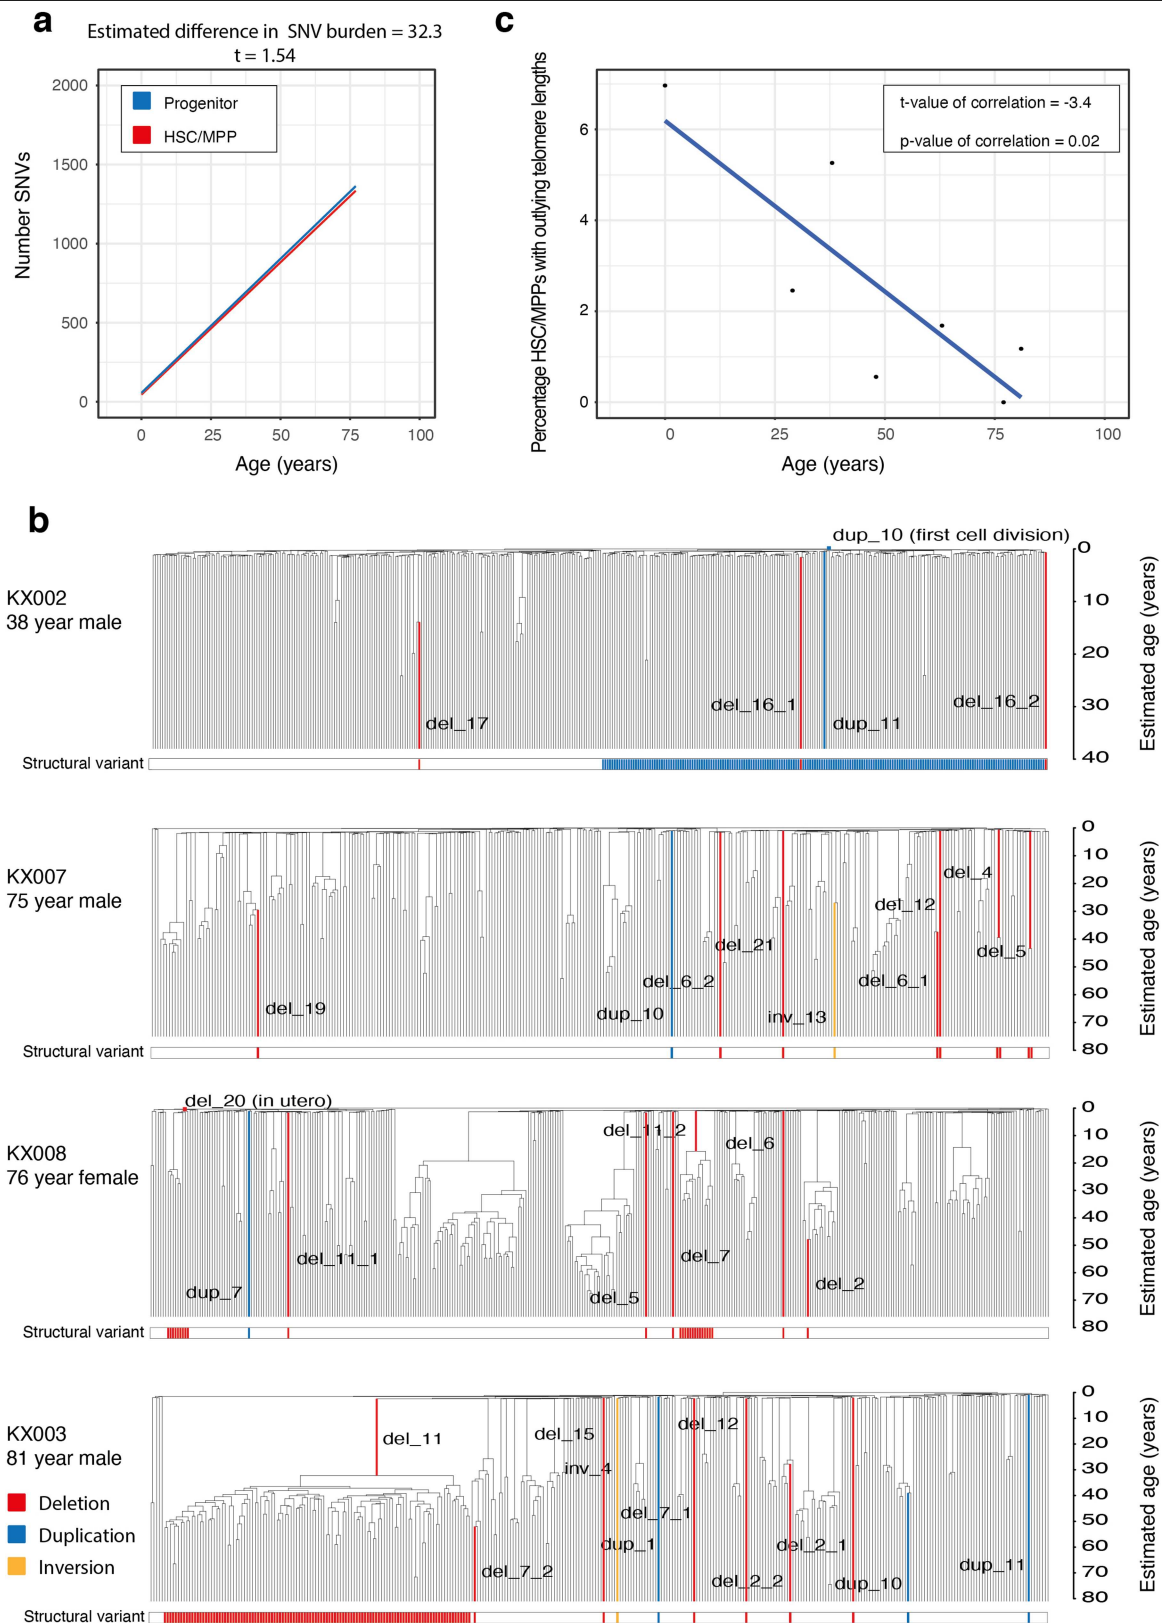 a
Estimated difference in SNV burden = 32.3
t = 1.54
2000
1500
1000
500
0
Number SNVs
Progenitor
HSC/MPP
0 25 50 75 100
Age (years)
c
Percentage HSC/MPPs with outlying telomere lengths
6
4
2
0
t-value of correlation = -3.4
p-value of correlation = 0.02
0 25 50 75 100
Age (years)
b
dup_10 (first cell division)
KX002
38 year male
del_17
del_16_1
dup_11
del_16_2
0
10
20
30
40
Estimated age (years)
Structural variant
KX007
75 year male
del_4
del_12
del_21
del_5
del_6_2
del_6_1
del_19
dup_10
inv_13
0
10
20
30
40
50
60
70
80
Estimated age (years)
Structural variant
del_20 (in utero)
KX008
76 year female
del_11_2
del_6
del_11_1
del_7
dup_7
del_5
del_2
0
10
20
30
40
50
60
70
80
Estimated age (years)
Structural variant
KX003
81 year male
del_11
del_15
del_12
inv_4
del_7_1
dup_1
del_2_1
del_7_2
del_2_2
dup_10
dup_11
0
10
20
30
40
50
60
70
80
Estimated age (years)
Deletion
Duplication
Inversion
Structural variant